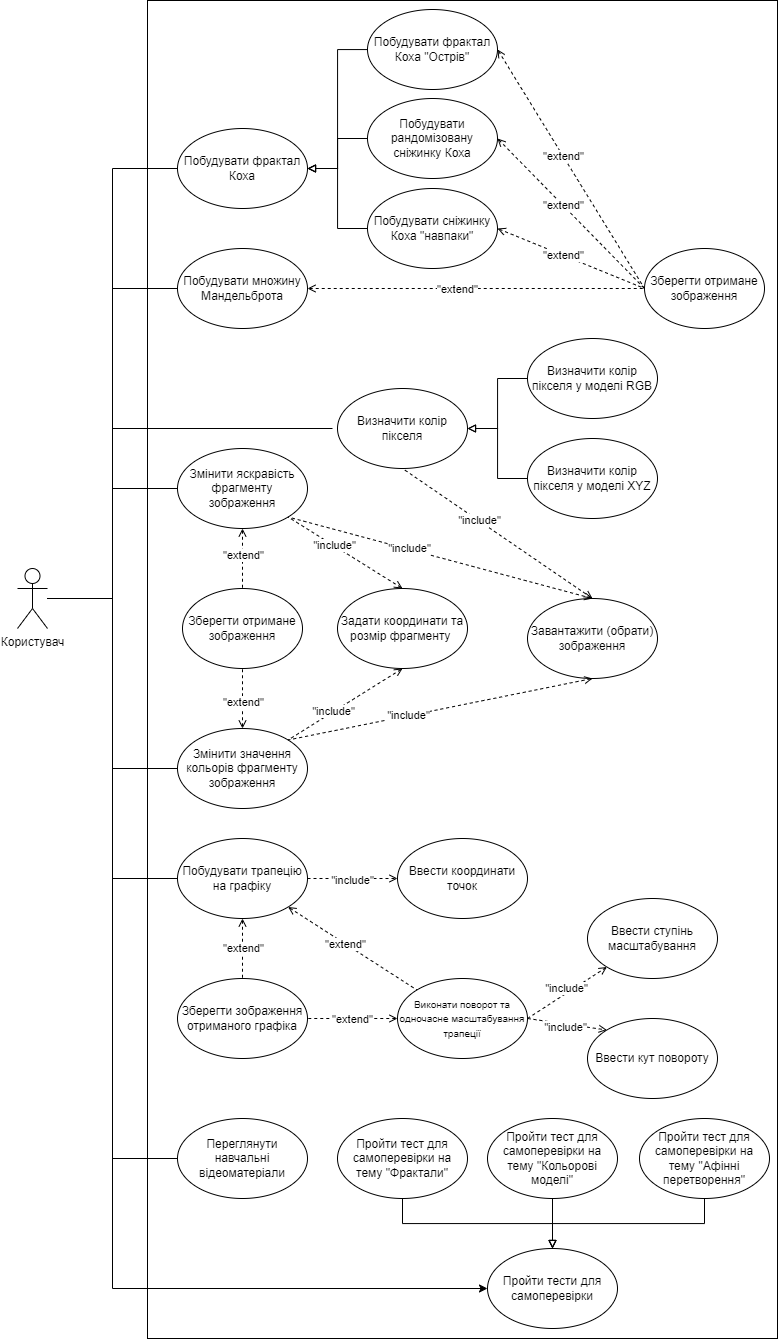 Побудувати фрактал
Коха "Острів"
Побудувати
рандомізовану
сніжинку Коха
"extend"
Побудувати фрактал
Коха
"extend"
Побудувати сніжинку
Коха "навпаки"
"extend"
Побудувати множину
Мандельброта
"extend"
Зберегти отримане
зображення
Визначити колір
пікселя у моделі RGB
Визначити колір
пікселя
Визначити колір
пікселя у моделі XYZ
Змінити яскравість
фрагменту
зображення
"include"
"extend"
"include"
"include"
Зберегти отримане
зображення
Задати координати та
розмір фрагменту
Завантажити (обрати)
зображення
Користувач
"extend"
"include"
"include"
Змінити значення
кольорів фрагменту
зображення
Побудувати трапецію
на графіку
"include"
Ввести координати
точок
"extend"
"extend"
Ввести ступінь
масштабування
Зберегти зображення
отриманого графіка
"extend"
Виконати поворот та
одночасне масштабування
трапеції
"include"
"include"
Ввести кут повороту
Переглянути
навчальні
відеоматеріали
Пройти тест для
самоперевірки на
тему "Фрактали"
Пройти тест для
самоперевірки на
тему "Кольорові
моделі"
Пройти тест для
самоперевірки на
тему "Афінні
перетворення"
Пройти тести для
самоперевірки